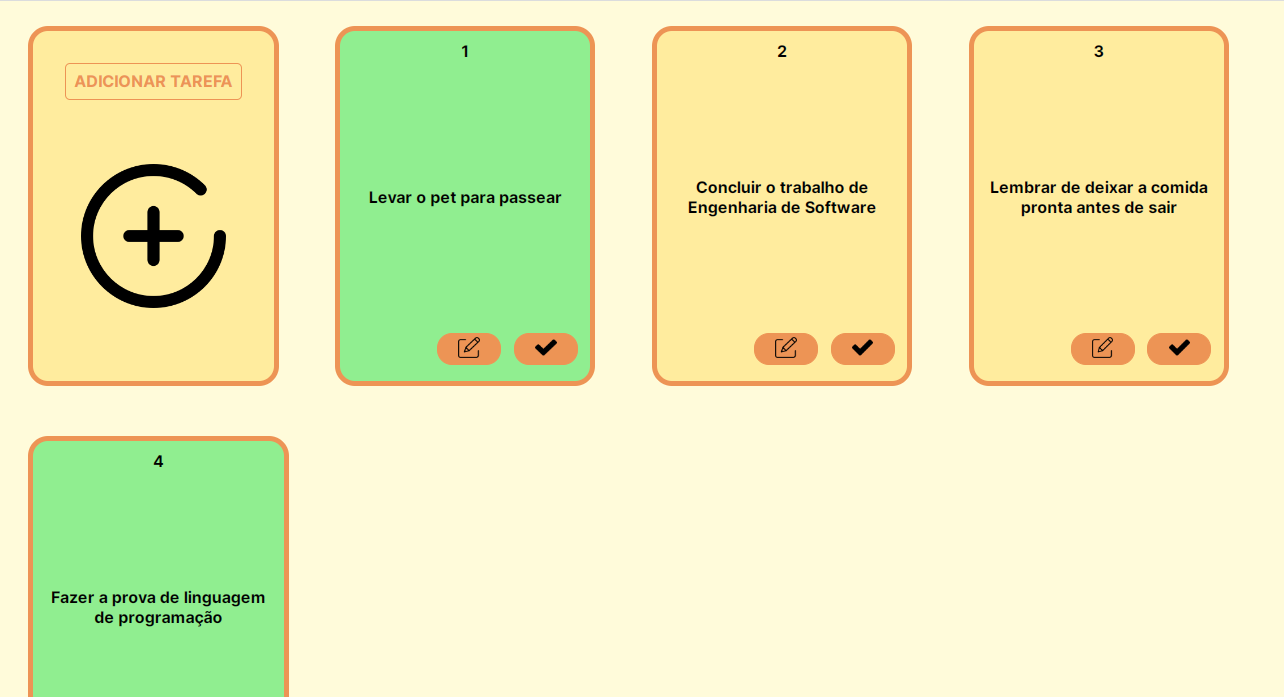 ADICIONAR TAREFA
1
Levar o pet para passear
2
Concluir o trabalho de
Engenharia de Software
3
Lembrar de deixar a comida
pronta antes de sair
4
Fazer a prova de linguagem
de programação